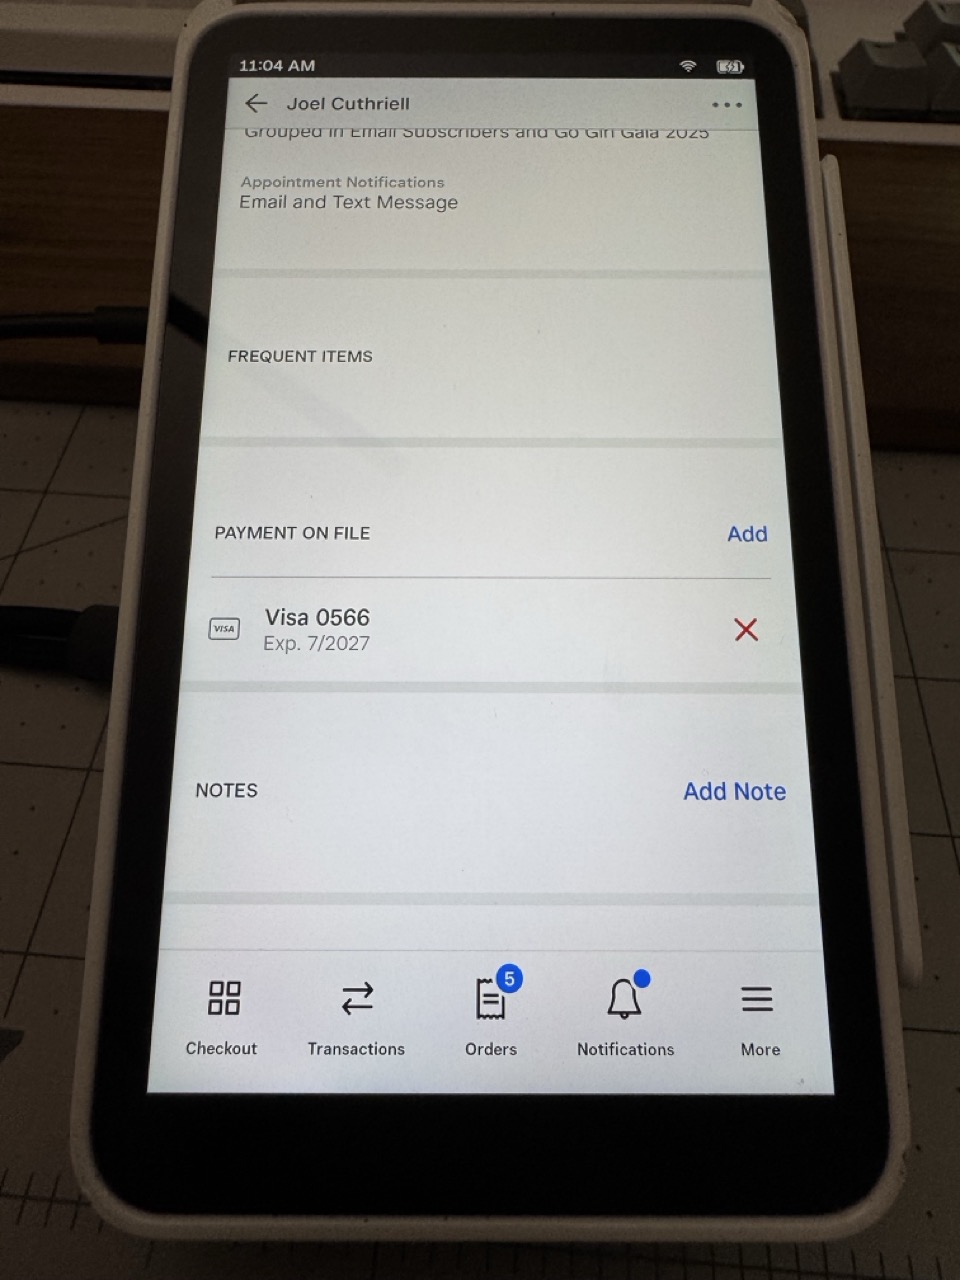 11:04 AM
Joel Cuthriell
Grouped in Email Subscribers and Go Girl Gala 2025
Appointment Notifications
Email and Text Message
FREQUENT ITEMS
PAYMENT ON FILE
Add
VISA
Visa 0566
Exp. 7/2027
NOTES
Add Note
5
Checkout
Transactions
Orders
Notifications
More